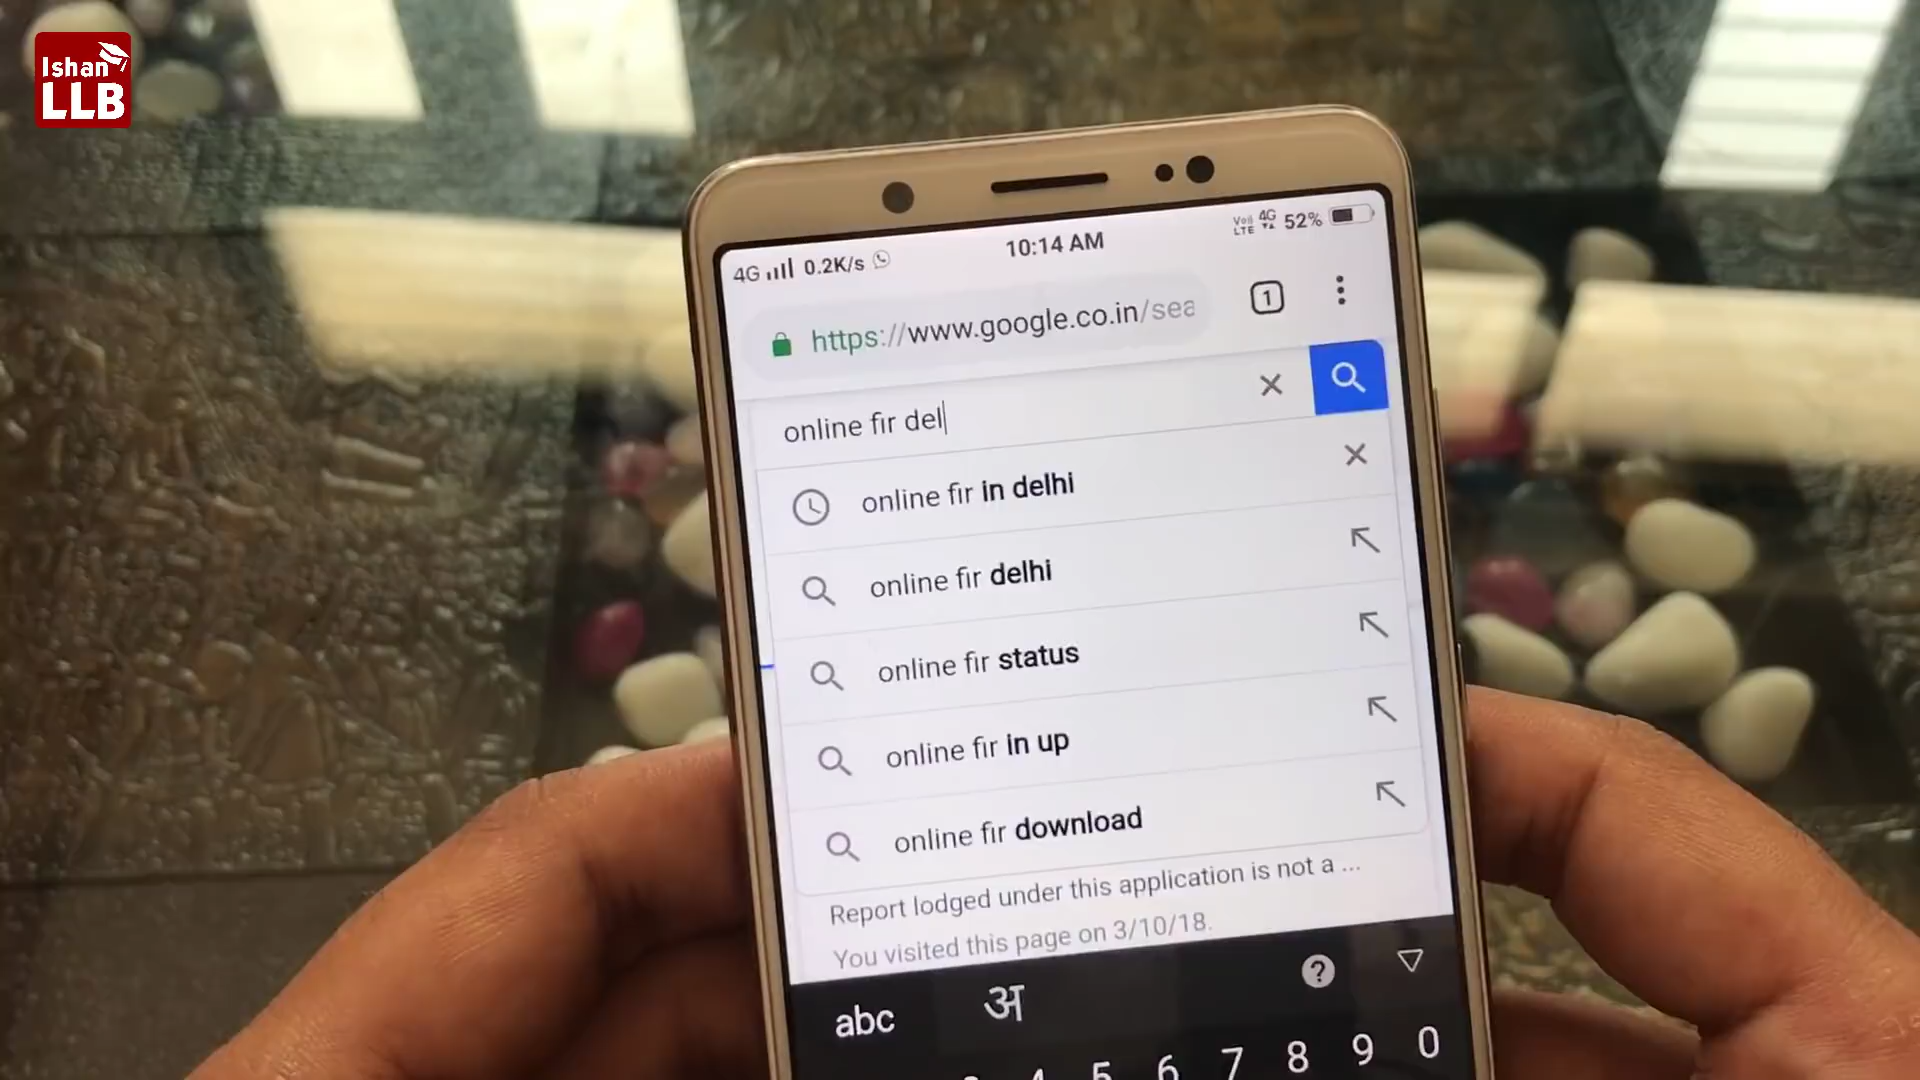 Ishan
LLB
4G 0.2K/s 10:14 AM VoLTE 4G 52%
https://www.google.co.in/sea
1
online fir del
online fir in delhi
online fir delhi
online fir status
online fir in up
online fir download
Report lodged under this application is not a ...
You visited this page on 3/10/18.
abc अ ?
5 6 7 8 9 0